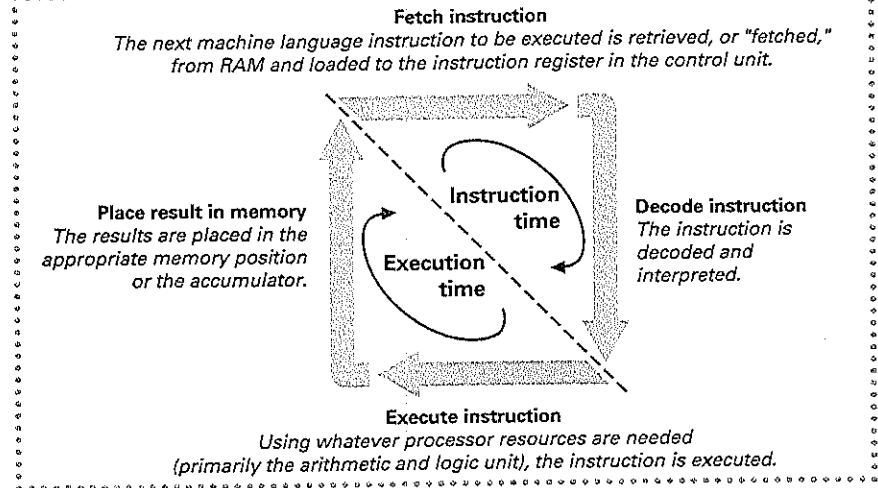 Fetch instruction
The next machine language instruction to be executed is retrieved, or "fetched,"
from RAM and loaded to the instruction register in the control unit.
Instruction
time
Decode instruction
The instruction is
decoded and
interpreted.
Place result in memory
The results are placed in the
appropriate memory position
or the accumulator.
Execution
time
Execute instruction
Using whatever processor resources are needed
(primarily the arithmetic and logic unit), the instruction is executed.